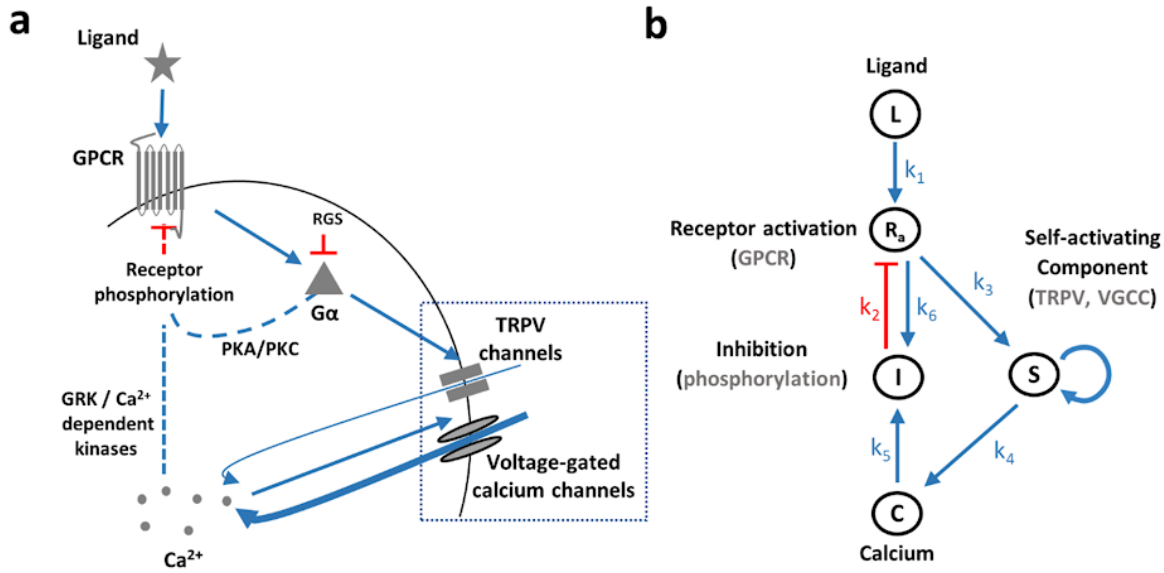 a
Ligand
GPCR
RGS
Receptor
phosphorylation
Gα
PKA/PKC
TRPV
channels
GRK / Ca²⁺
dependent
kinases
Voltage-gated
calcium channels
Ca²⁺
b
Ligand
L
k₁
Receptor activation
(GPCR)
Rₐ
Self-activating
Component
(TRPV, VGCC)
k₃
k₂
k₆
Inhibition
(phosphorylation)
I
S
k₅
k₄
C
Calcium